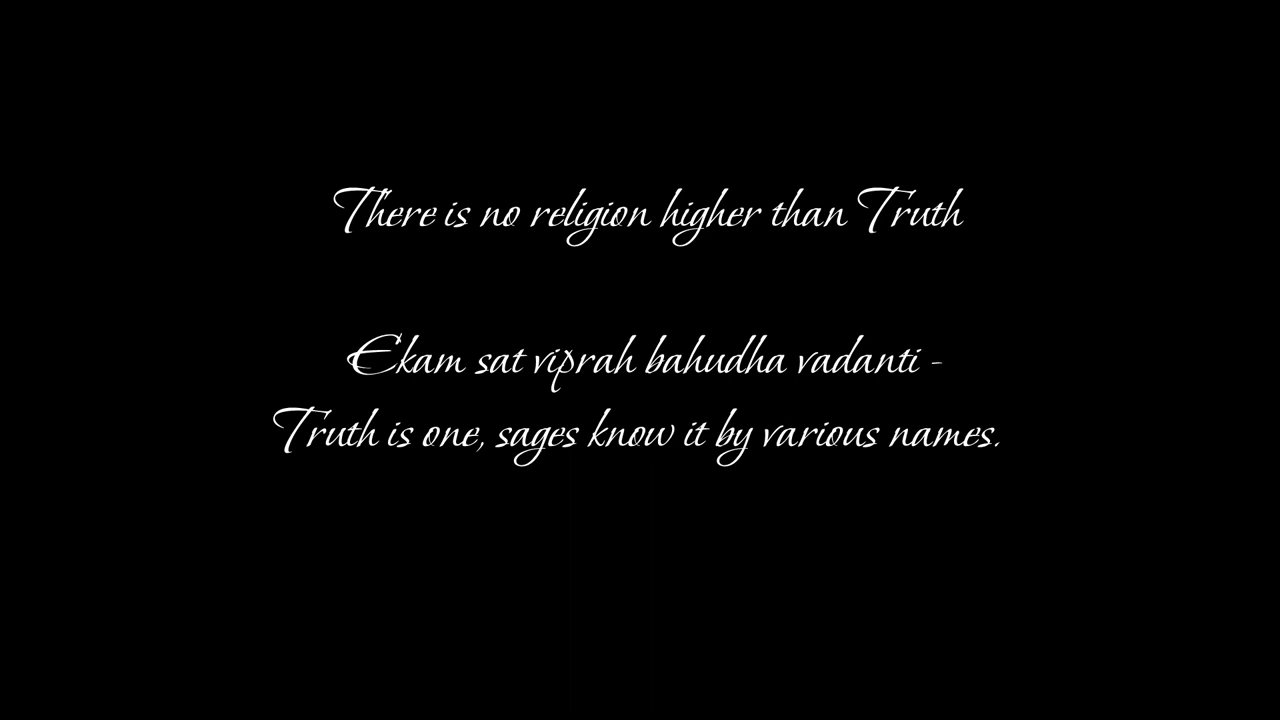 There is no religion higher than Truth
Ekam sat viprah bahudha vadanti -
Truth is one, sages know it by various names.